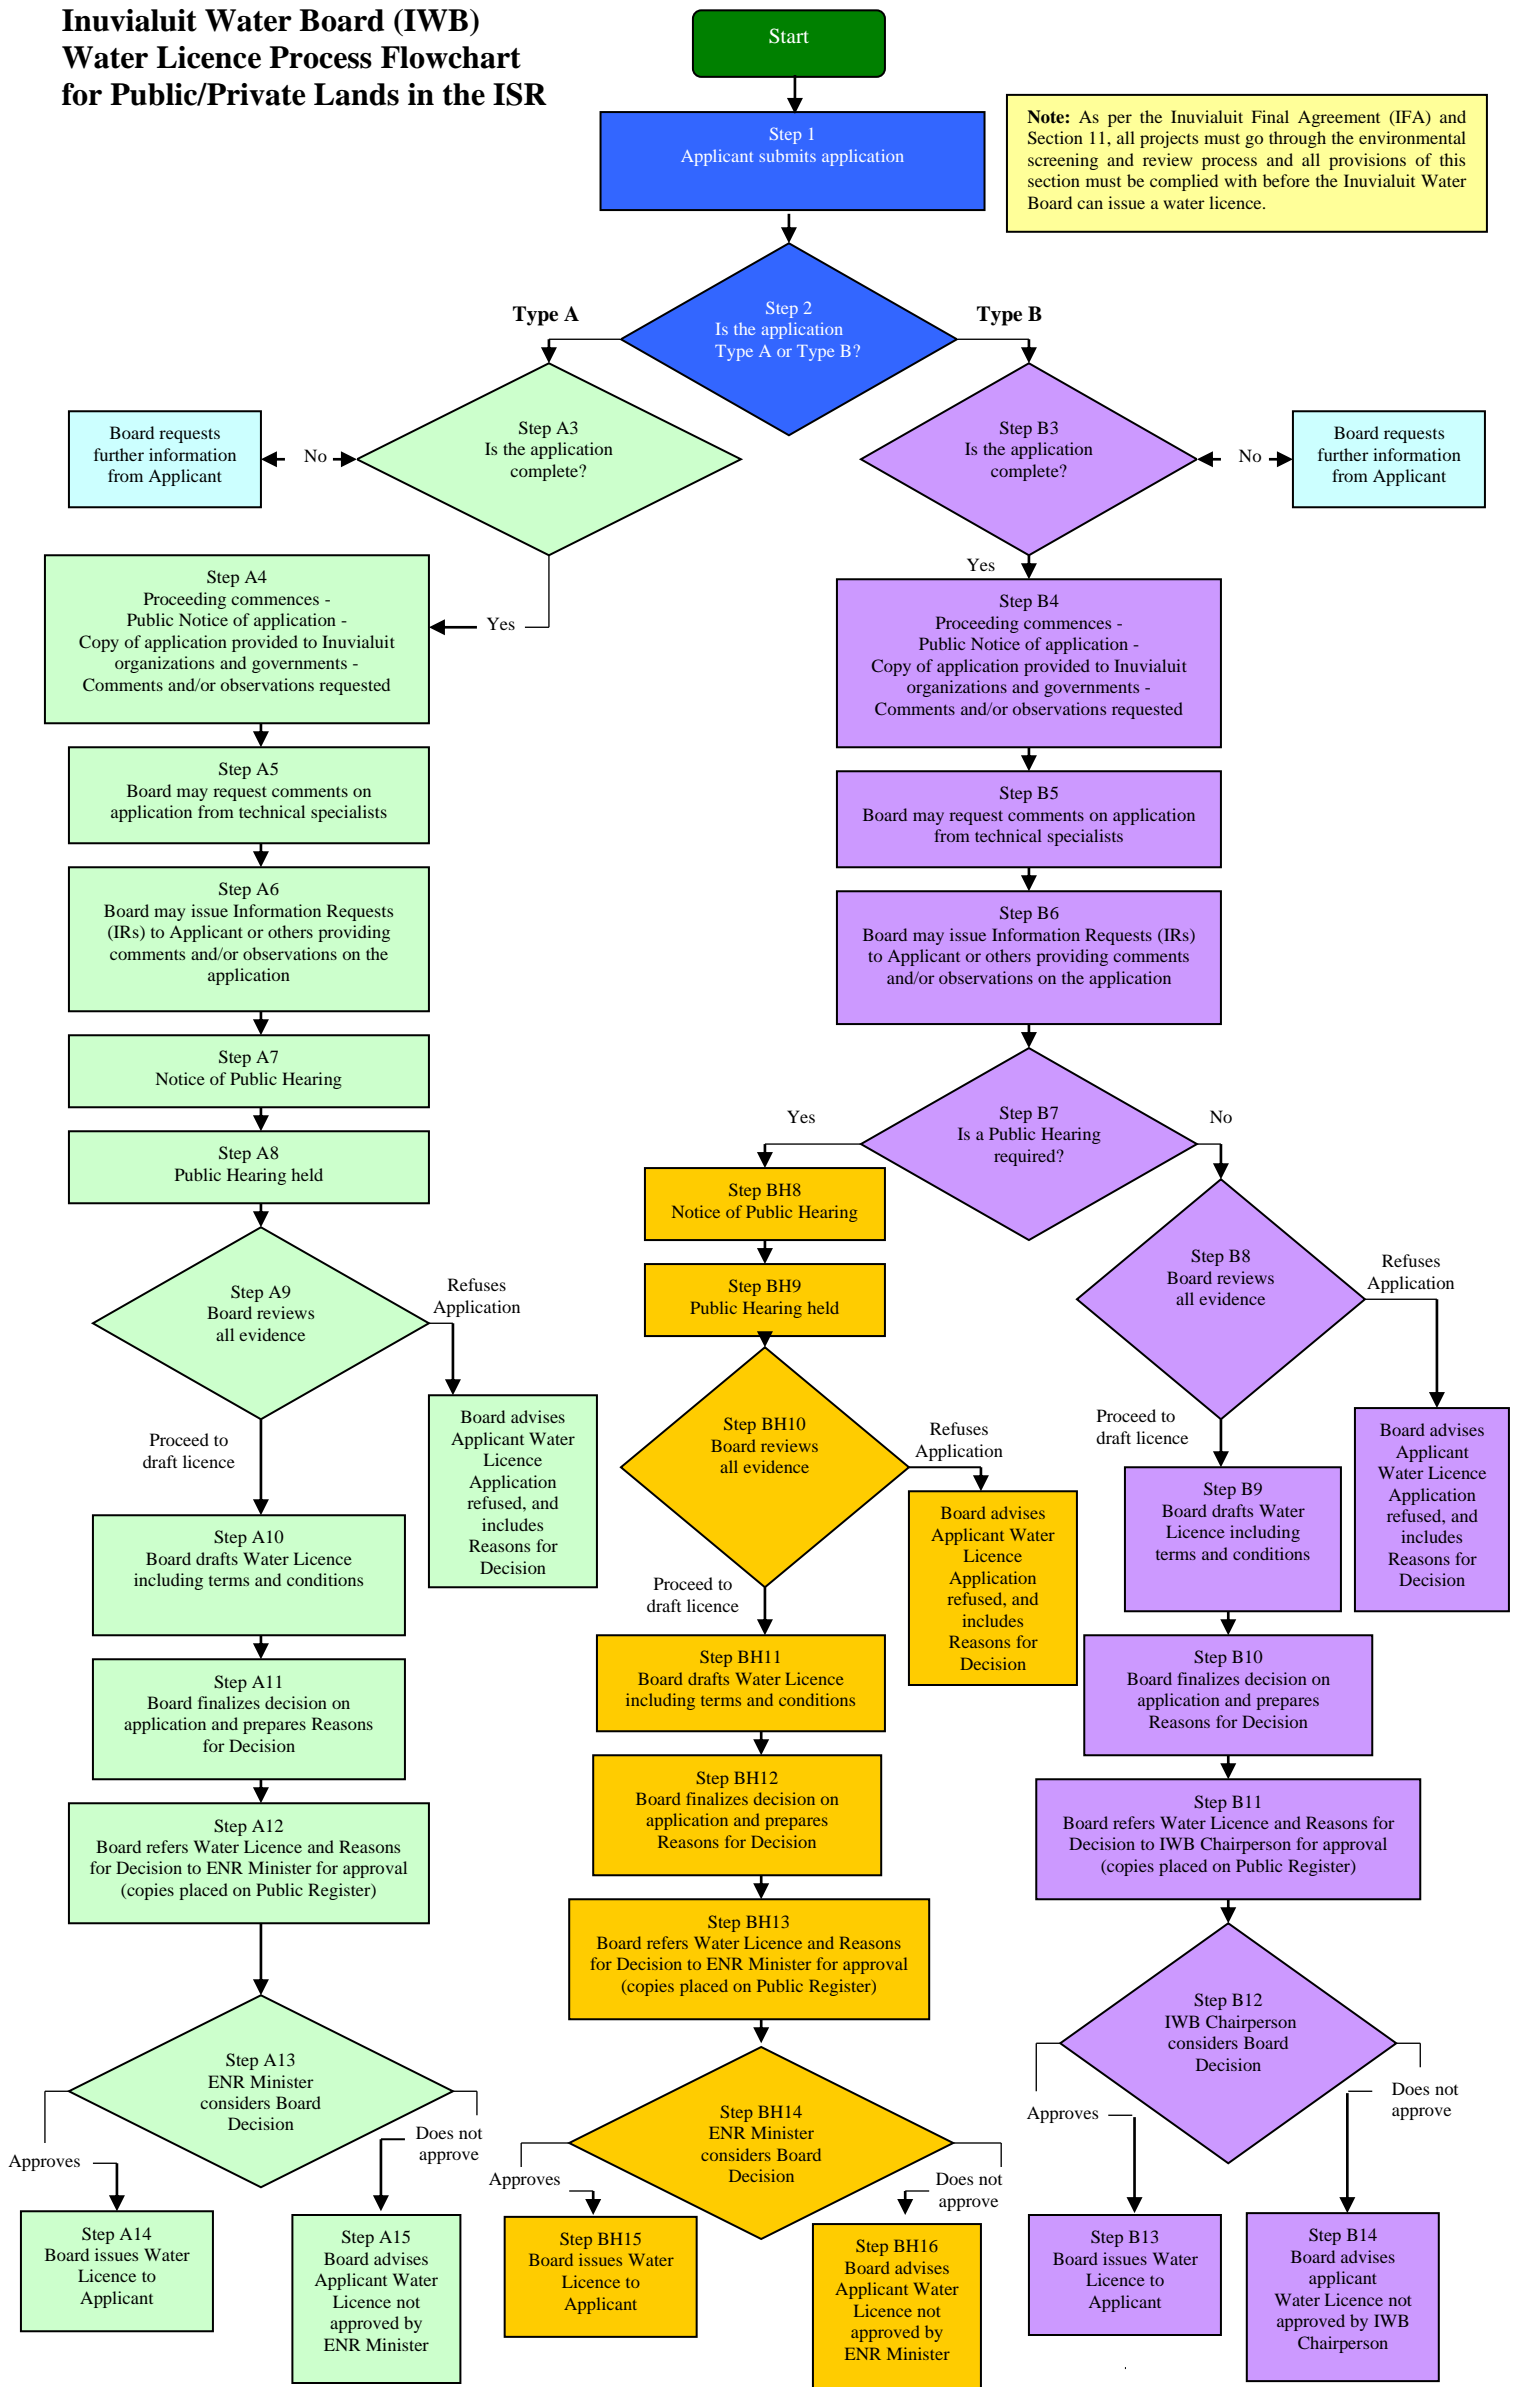 Inuvialuit Water Board (IWB)
Water Licence Process Flowchart
for Public/Private Lands in the ISR
Start
Note: As per the Inuvialuit Final Agreement (IFA) and
Section 11, all projects must go through the environmental
screening and review process and all provisions of this
section must be complied with before the Inuvialuit Water
Board can issue a water licence.
Step 1
Applicant submits application
Step 2
Is the application
Type A or Type B?
Type A
Type B
Step A3
Is the application
complete?
No
Board requests
further information
from Applicant
Step B3
Is the application
complete?
No
Board requests
further information
from Applicant
Yes
Step A4
Proceeding commences -
Public Notice of application -
Copy of application provided to Inuvialuit
organizations and governments -
Comments and/or observations requested
Step A5
Board may request comments on
application from technical specialists
Step A6
Board may issue Information Requests
(IRs) to Applicant or others providing
comments and/or observations on the
application
Step A7
Notice of Public Hearing
Step A8
Public Hearing held
Step A9
Board reviews
all evidence
Refuses
Application
Board advises
Applicant Water
Licence
Application
refused, and
includes
Reasons for
Decision
Proceed to
draft licence
Step A10
Board drafts Water Licence
including terms and conditions
Step A11
Board finalizes decision on
application and prepares Reasons
for Decision
Step A12
Board refers Water Licence and Reasons
for Decision to ENR Minister for approval
(copies placed on Public Register)
Step A13
ENR Minister
considers Board
Decision
Approves
Does not
approve
Step A14
Board issues Water
Licence to
Applicant
Step A15
Board advises
Applicant Water
Licence not
approved by
ENR Minister
Yes
Step B4
Proceeding commences -
Public Notice of application -
Copy of application provided to Inuvialuit
organizations and governments -
Comments and/or observations requested
Step B5
Board may request comments on application
from technical specialists
Step B6
Board may issue Information Requests (IRs)
to Applicant or others providing comments
and/or observations on the application
Step B7
Is a Public Hearing
required?
Yes
No
Step BH8
Notice of Public Hearing
Step BH9
Public Hearing held
Step BH10
Board reviews
all evidence
Refuses
Application
Board advises
Applicant Water
Licence
Application
refused, and
includes
Reasons for
Decision
Proceed to
draft licence
Step BH11
Board drafts Water Licence
including terms and conditions
Step BH12
Board finalizes decision on
application and prepares
Reasons for Decision
Step BH13
Board refers Water Licence and Reasons
for Decision to ENR Minister for approval
(copies placed on Public Register)
Step BH14
ENR Minister
considers Board
Decision
Approves
Does not
approve
Step BH15
Board issues Water
Licence to
Applicant
Step BH16
Board advises
Applicant Water
Licence not
approved by
ENR Minister
Step B8
Board reviews
all evidence
Refuses
Application
Board advises
Applicant
Water Licence
Application
refused, and
includes
Reasons for
Decision
Proceed to
draft licence
Step B9
Board drafts Water
Licence including
terms and conditions
Step B10
Board finalizes decision on
application and prepares
Reasons for Decision
Step B11
Board refers Water Licence and Reasons for
Decision to IWB Chairperson for approval
(copies placed on Public Register)
Step B12
IWB Chairperson
considers Board
Decision
Approves
Does not
approve
Step B13
Board issues Water
Licence to
Applicant
Step B14
Board advises
applicant
Water Licence not
approved by IWB
Chairperson